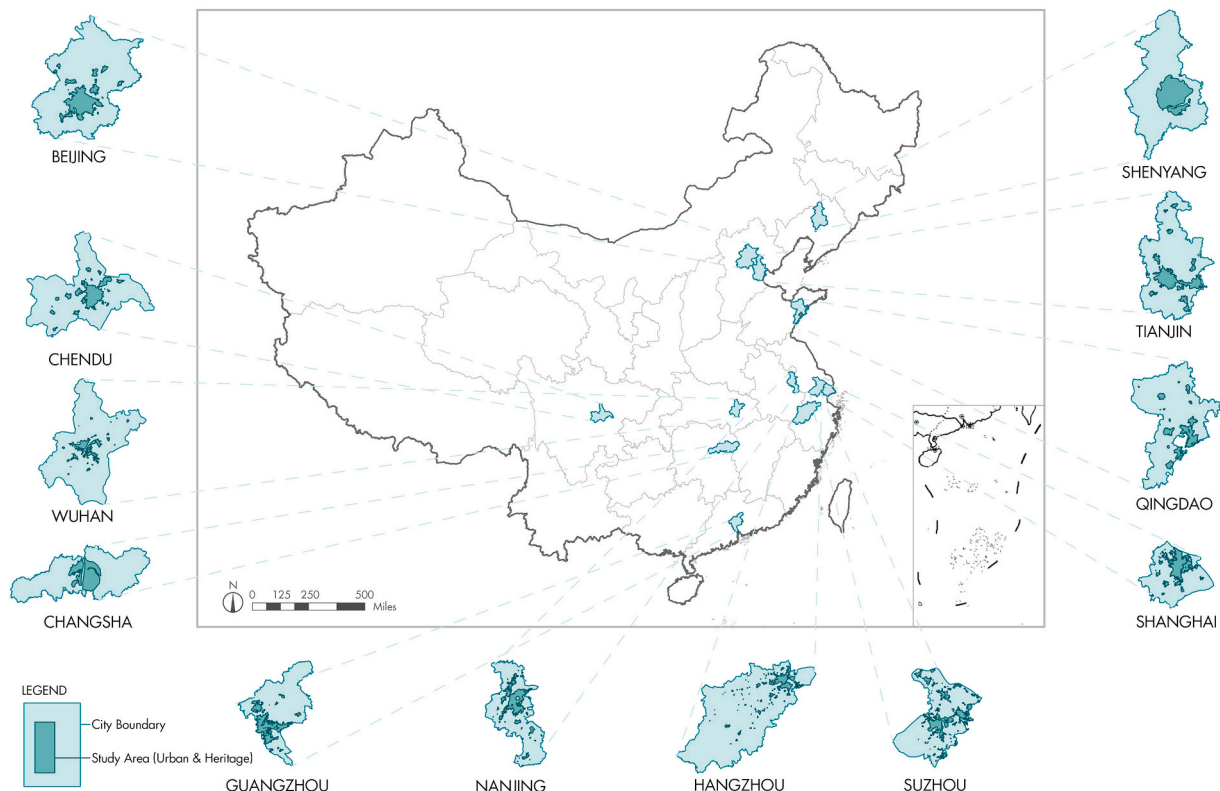 BEIJING
SHENYANG
CHENDU
TIANJIN
WUHAN
QINGDAO
CHANGSHA
SHANGHAI
N
0 125 250 500
Miles
LEGEND
City Boundary
Study Area (Urban & Heritage)
GUANGZHOU
NANJING
HANGZHOU
SUZHOU